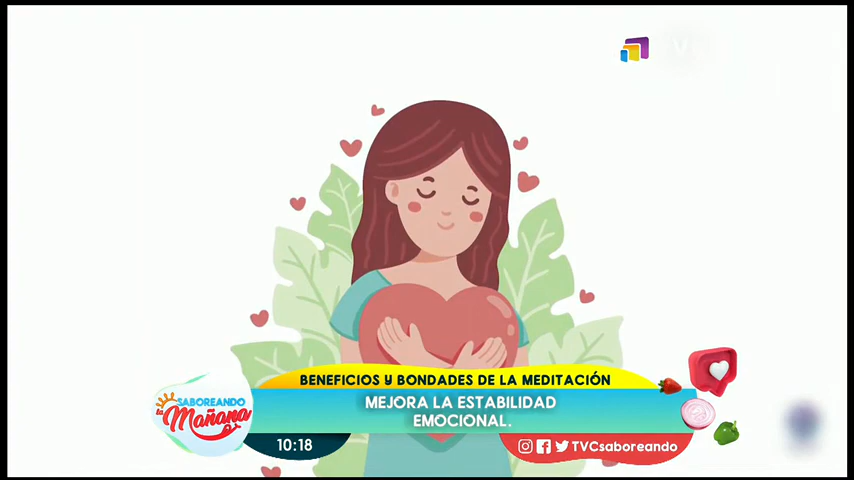 BENEFICIOS Y BONDADES DE LA MEDITACIÓN
MEJORA LA ESTABILIDAD
EMOCIONAL.
SABOREANDO
la Mañana
10:18
TVCsaboreando